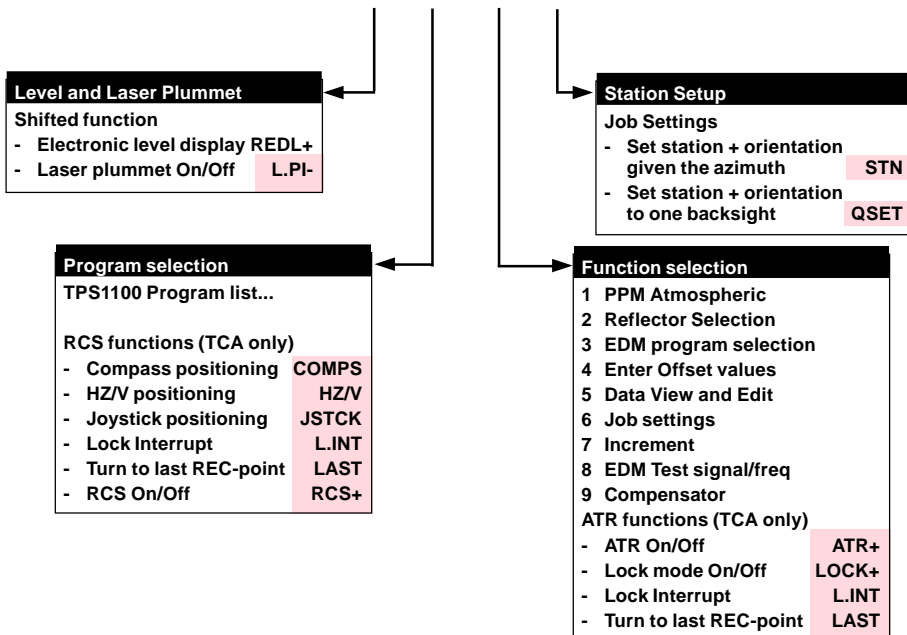 Level and Laser Plummet
Shifted function
- Electronic level display REDL+
- Laser plummet On/Off L.PI-
Station Setup
Job Settings
- Set station + orientation
given the azimuth STN
- Set station + orientation
to one backsight QSET
Program selection
TPS1100 Program list...
RCS functions (TCA only)
- Compass positioning COMPS
- HZ/V positioning HZ/V
- Joystick positioning JSTCK
- Lock Interrupt L.INT
- Turn to last REC-point LAST
- RCS On/Off RCS+
Function selection
1 PPM Atmospheric
2 Reflector Selection
3 EDM program selection
4 Enter Offset values
5 Data View and Edit
6 Job settings
7 Increment
8 EDM Test signal/freq
9 Compensator
ATR functions (TCA only)
- ATR On/Off ATR+
- Lock mode On/Off LOCK+
- Lock Interrupt L.INT
- Turn to last REC-point LAST